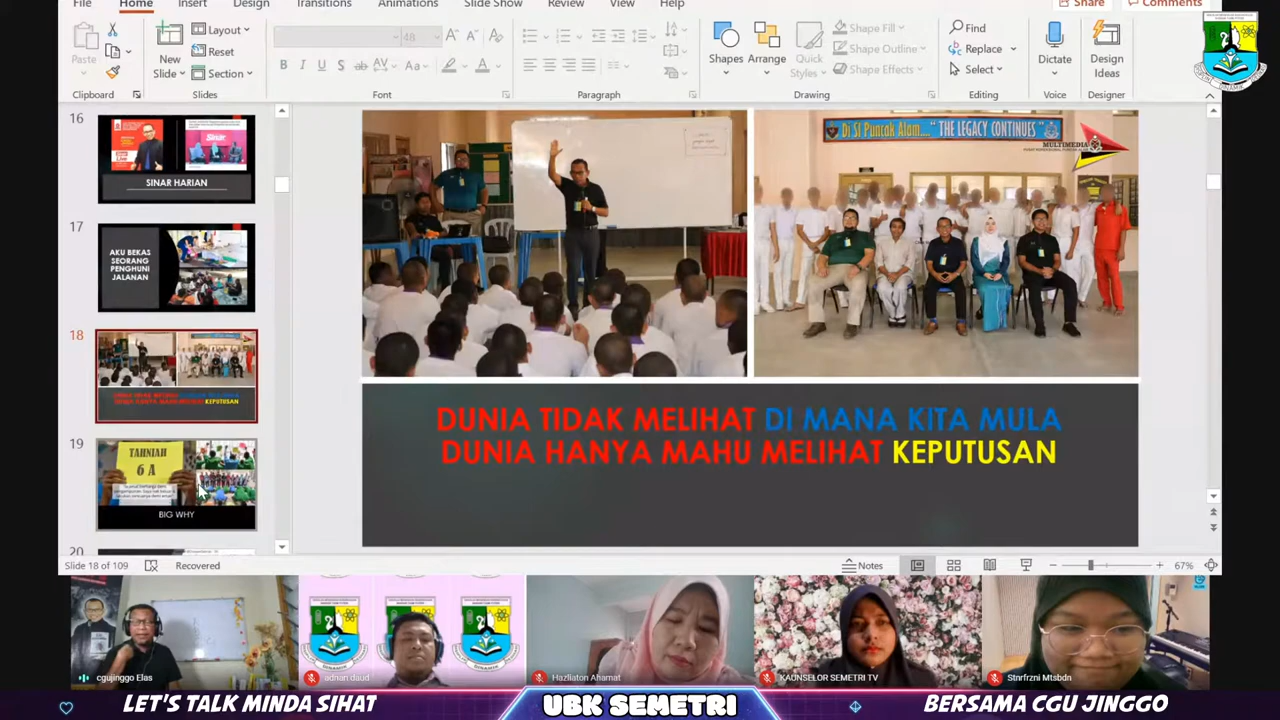 File Home Insert Design Transitions Animations Slide Show Review View Help Share Comments
Paste
Clipboard
New
Slide
Layout
Reset
Section
Slides
48
Font
Paragraph
Shapes
Arrange
Quick
Styles
Shape Fill
Shape Outline
Shape Effects
Drawing
Find
Replace
Select
Editing
Dictate
Voice
Design
Ideas
Designer
16
SINAR HARIAN
17
AKU BEKAS
SEORANG
PENGHUNI
JALANAN
18
19
TAHNIAH
6 A
BIG WHY
20
Di SI Puncak Alam.... "THE LEGACY CONTINUES"
MULTIMEDIA
DUNIA TIDAK MELIHAT DI MANA KITA MULA
DUNIA HANYA MAHU MELIHAT KEPUTUSAN
Slide 18 of 109
Recovered
Notes
67%
cgujinggo Elas
adnan daud
Hazliaton Ahamat
KAUNSELOR SEMETRI TV
Stnrfrzni Mtsbdn
DINAMIK
LET'S TALK MINDA SIHAT
UBK SEMETRI
BERSAMA CGU JINGGO